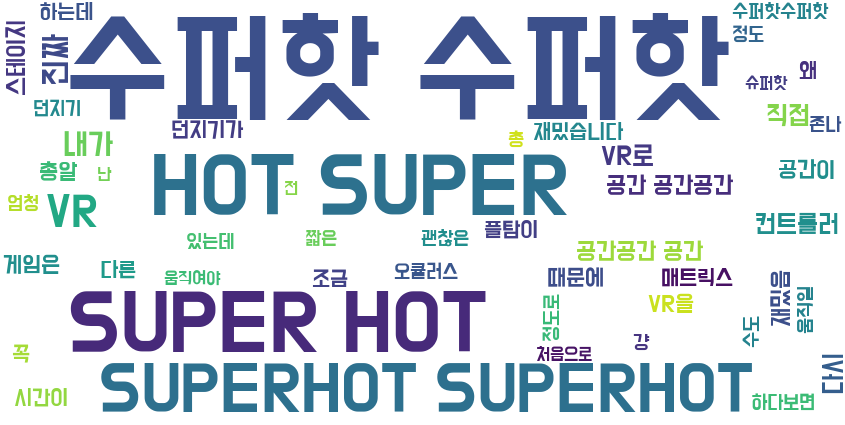 하는데
수퍼핫수퍼핫
스테이지
진짜
수퍼핫 수퍼핫
정도
왜
슈퍼핫
던지기
던지기가
직접
존나
내가
총
재밌습니다
VR로
총알
난
HOT SUPER
전
공간 공간공간
공간이
엄청
VR
플탐이
컨트롤러
있는데
짧은
괜찮은
공간공간 공간
게임은
다른
움직여야
조금
오큘러스
때문에
매트릭스
재밌음
움직일
SUPER HOT
정도로
VR을
수도
걍
꼭
처음으로
다시
SUPERHOT SUPERHOT
시간이
하다보면